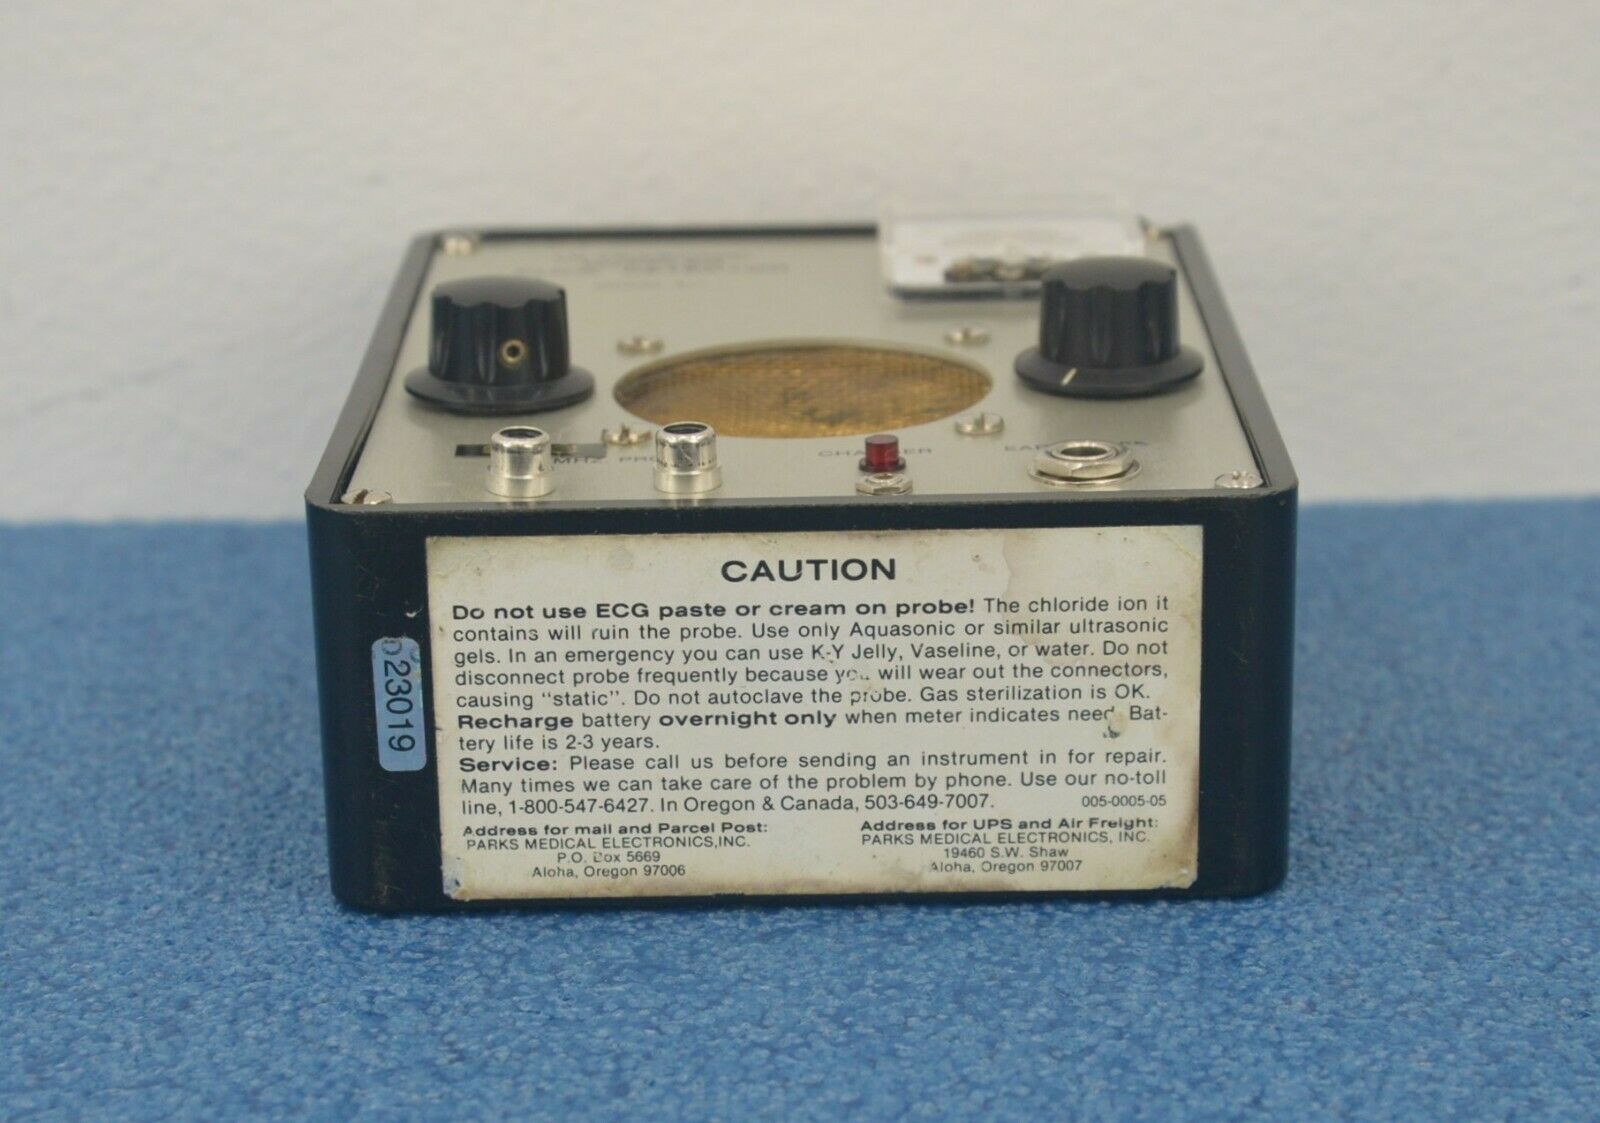 MHZ PRO
CHARGER
CAUTION
Do not use ECG paste or cream on probe! The chloride ion it
contains will ruin the probe. Use only Aquasonic or similar ultrasonic
gels. In an emergency you can use K-Y Jelly, Vaseline, or water. Do not
disconnect probe frequently because you will wear out the connectors,
causing "static". Do not autoclave the probe. Gas sterilization is OK.
Recharge battery overnight only when meter indicates need. Bat-
tery life is 2-3 years.
Service: Please call us before sending an instrument in for repair.
Many times we can take care of the problem by phone. Use our no-toll
line, 1-800-547-6427. In Oregon & Canada, 503-649-7007.
005-0005-05
Address for mail and Parcel Post:
PARKS MEDICAL ELECTRONICS,INC.
P.O. Box 5669
Aloha, Oregon 97006
Address for UPS and Air Freight:
PARKS MEDICAL ELECTRONICS, INC.
19460 S.W. Shaw
Aloha, Oregon 97007
23019